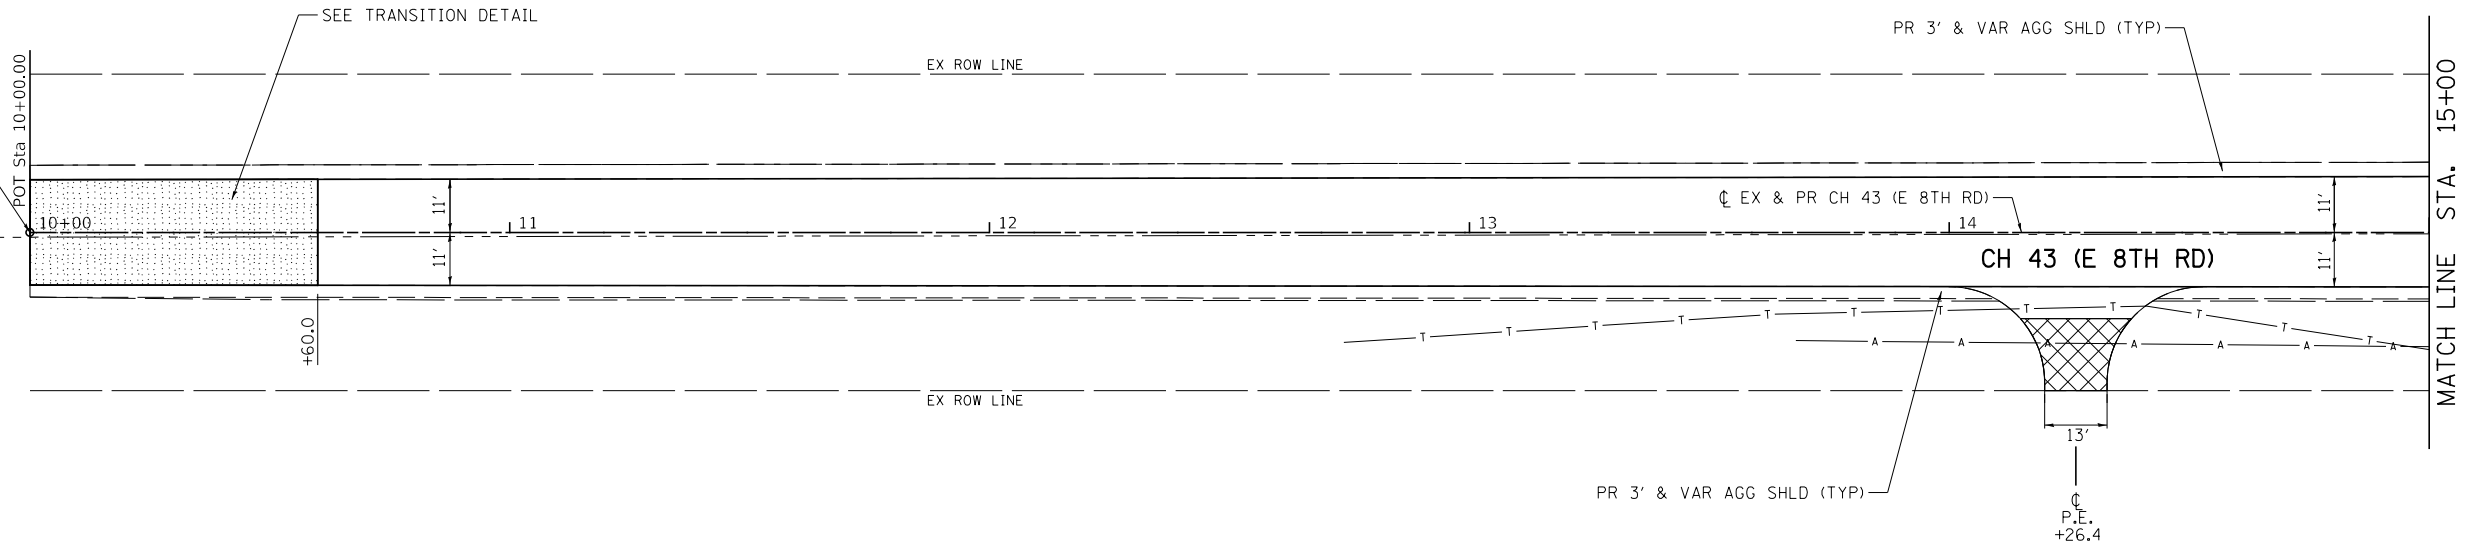 SEE TRANSITION DETAIL
PR 3' & VAR AGG SHLD (TYP)
EX ROW LINE
POT Sta 10+00.00
MATCH LINE STA. 15+00
℄ EX & PR CH 43 (E 8TH RD)
11'
11'
10+00
11
12
13
14
CH 43 (E 8TH RD)
11'
11'
+60.0
T T T T T T T T T T T T
A A A A A A A
EX ROW LINE
13'
PR 3' & VAR AGG SHLD (TYP)
℄
P.E.
+26.4